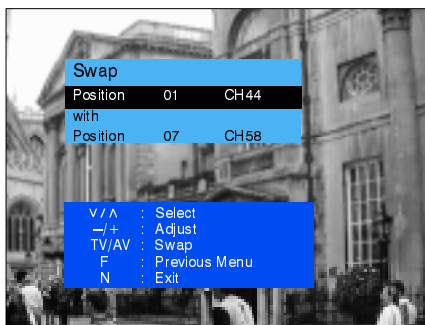 Swap
Position 01 CH44
with
Position 07 CH58
∨/∧ : Select
–/+ : Adjust
TV/AV : Swap
F : Previous Menu
N : Exit